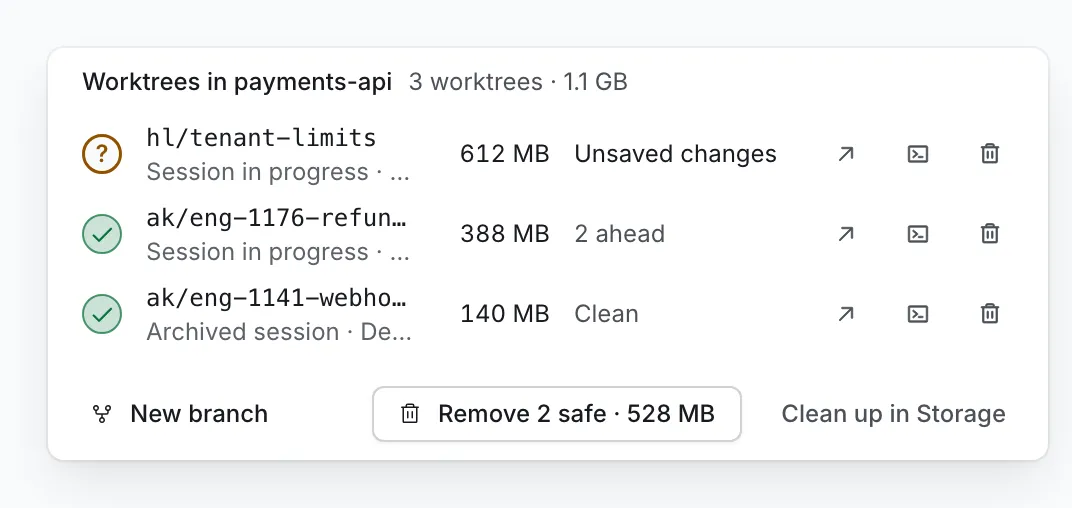 Worktrees in payments-api 3 worktrees · 1.1 GB
? hl/tenant-limits
Session in progress · ...
612 MB Unsaved changes
ak/eng-1176-refun…
Session in progress · ...
388 MB 2 ahead
ak/eng-1141-webho…
Archived session · De...
140 MB Clean
New branch Remove 2 safe · 528 MB Clean up in Storage